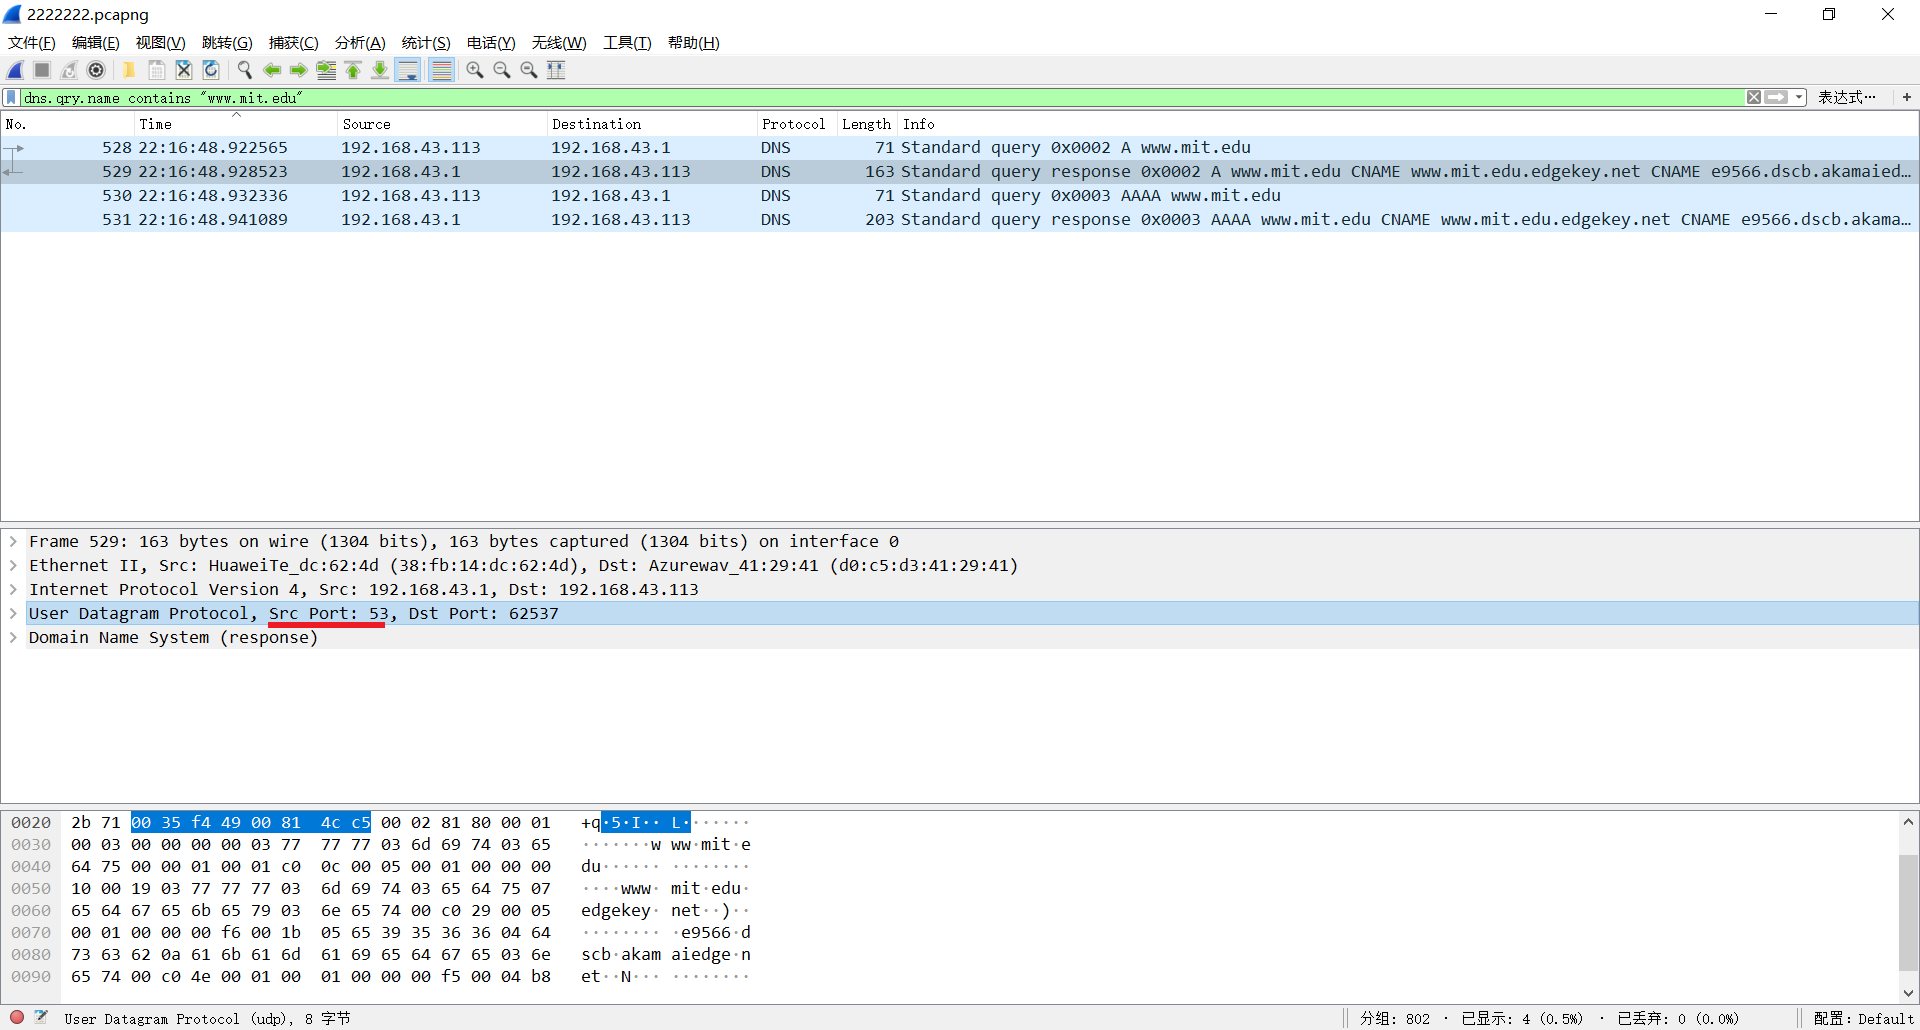 2222222.pcapng
文件(F) 编辑(E) 视图(V) 跳转(G) 捕获(C) 分析(A) 统计(S) 电话(Y) 无线(W) 工具(T) 帮助(H)
dns.qry.name contains "www.mit.edu" 表达式… +
No. Time Source Destination Protocol Length Info
528 22:16:48.922565 192.168.43.113 192.168.43.1 DNS 71 Standard query 0x0002 A www.mit.edu
529 22:16:48.928523 192.168.43.1 192.168.43.113 DNS 163 Standard query response 0x0002 A www.mit.edu CNAME www.mit.edu.edgekey.net CNAME e9566.dscb.akamaied…
530 22:16:48.932336 192.168.43.113 192.168.43.1 DNS 71 Standard query 0x0003 AAAA www.mit.edu
531 22:16:48.941089 192.168.43.1 192.168.43.113 DNS 203 Standard query response 0x0003 AAAA www.mit.edu CNAME www.mit.edu.edgekey.net CNAME e9566.dscb.akama…
Frame 529: 163 bytes on wire (1304 bits), 163 bytes captured (1304 bits) on interface 0
Ethernet II, Src: HuaweiTe_dc:62:4d (38:fb:14:dc:62:4d), Dst: Azurewav_41:29:41 (d0:c5:d3:41:29:41)
Internet Protocol Version 4, Src: 192.168.43.1, Dst: 192.168.43.113
User Datagram Protocol, Src Port: 53, Dst Port: 62537
Domain Name System (response)
0020 2b 71 00 35 f4 49 00 81 4c c5 00 02 81 80 00 01 +q·5·I·· L·······
0030 00 03 00 00 00 00 03 77 77 77 03 6d 69 74 03 65 ·······w ww·mit·e
0040 64 75 00 00 01 00 01 c0 0c 00 05 00 01 00 00 00 du······ ········
0050 10 00 19 03 77 77 77 03 6d 69 74 03 65 64 75 07 ····www· mit·edu·
0060 65 64 67 65 6b 65 79 03 6e 65 74 00 c0 29 00 05 edgekey· net··)··
0070 00 01 00 00 00 f6 00 1b 05 65 39 35 36 36 04 64 ········ ·e9566·d
0080 73 63 62 0a 61 6b 61 6d 61 69 65 64 67 65 03 6e scb·akam aiedge·n
0090 65 74 00 c0 4e 00 01 00 01 00 00 00 f5 00 04 b8 et··N··· ········
User Datagram Protocol (udp), 8 字节 分组: 802 · 已显示: 4 (0.5%) · 已丢弃: 0 (0.0%) 配置: Default